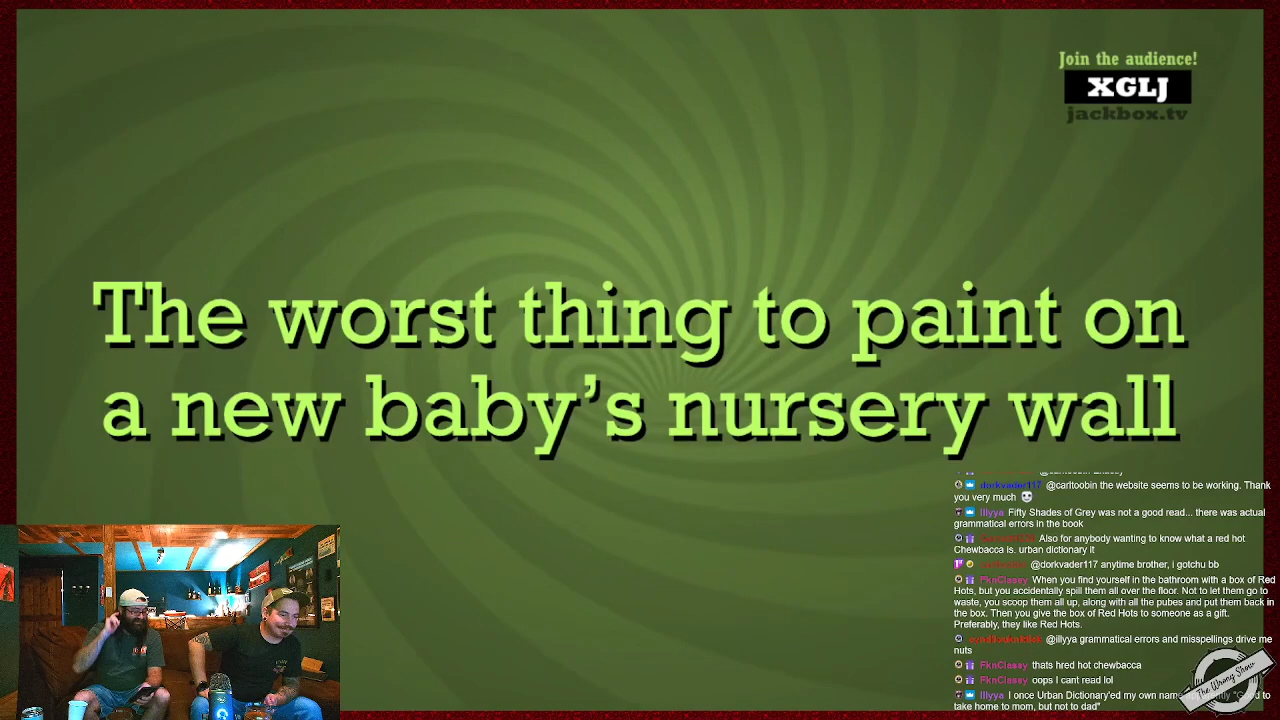 Join the audience!
XGLJ
jackbox.tv
The worst thing to paint on
a new baby's nursery wall
dorkvader117 @carltoobin the website seems to be working. Thank
you very much
Illyya Fifty Shades of Grey was not a good read... there was actual
grammatical errors in the book
Also for anybody wanting to know what a red hot
Chewbacca is. urban dictionary it
@dorkvader117 anytime brother, i gotchu bb
FknClassy When you find yourself in the bathroom with a box of Red
Hots, but you accidentally spill them all over the floor. Not to let them go to
waste, you scoop them all up, along with all the pubes and put them back in
the box. Then you give the box of Red Hots to someone as a gift.
Preferably, they like Red Hots.
@illyya grammatical errors and misspellings drive me
nuts
FknClassy thats hred hot chewbacca
FknClassy oops I cant read lol
Illyya I once Urban Dictionary'ed my own to
take home to mom, but not to dad"
The Wrong Show